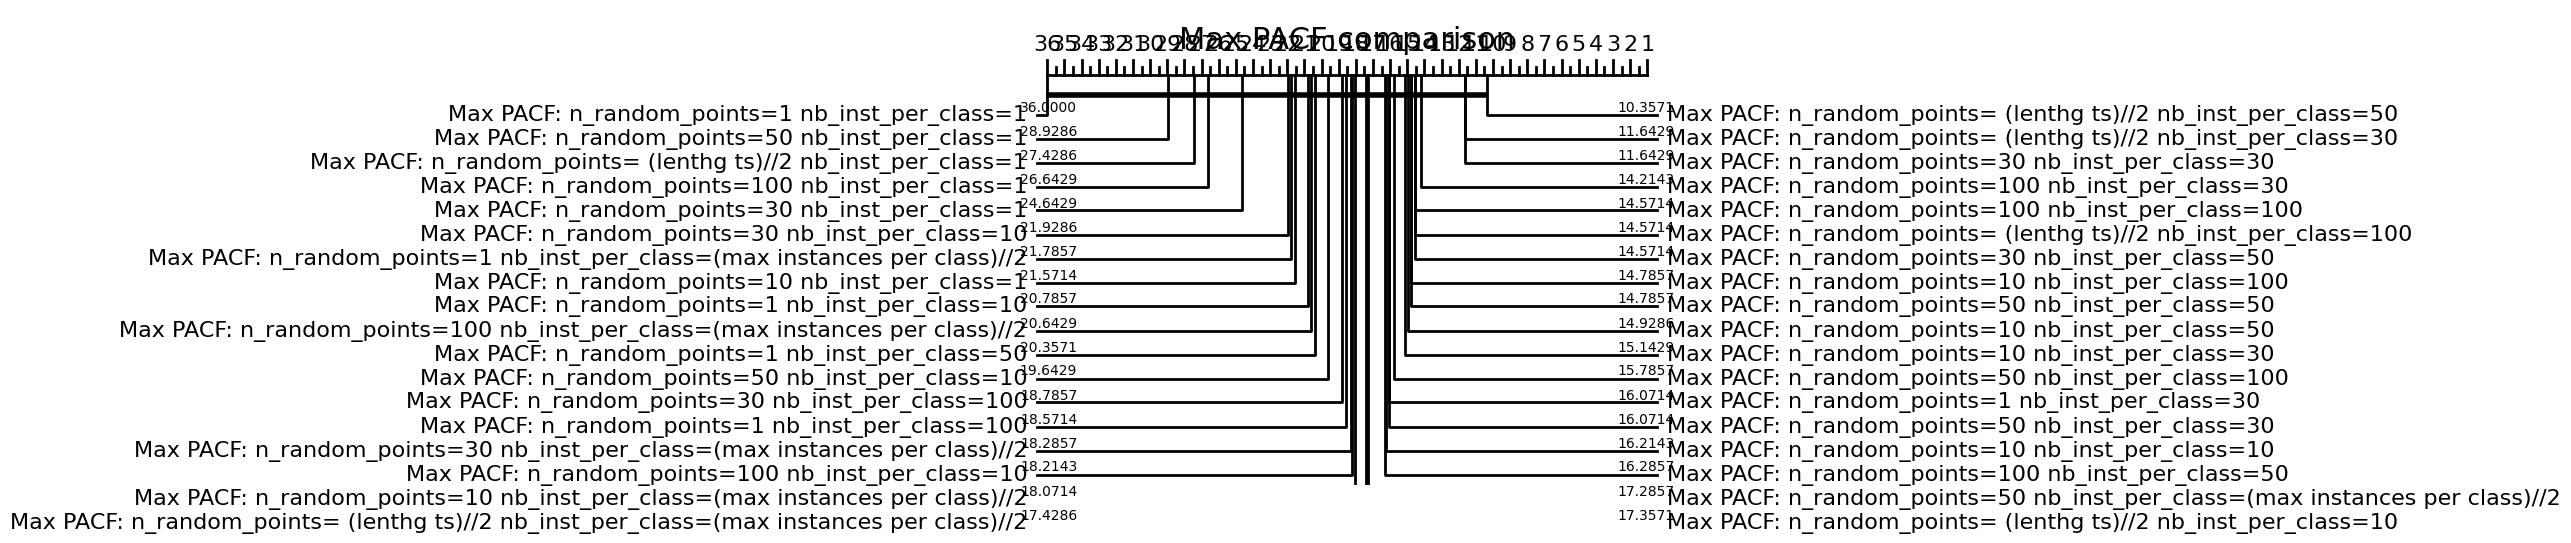 Max PACF comparison
36 35 34 33 32 31 30 29 28 27 26 25 24 23 22 21 20 19 18 17 16 15 14 13 12 11 10 9 8 7 6 5 4 3 2 1
Max PACF: n_random_points=1 nb_inst_per_class=1 36.0000 10.3571 Max PACF: n_random_points= (lenthg ts)//2 nb_inst_per_class=50
Max PACF: n_random_points=50 nb_inst_per_class=1 28.9286 11.6429 Max PACF: n_random_points= (lenthg ts)//2 nb_inst_per_class=30
Max PACF: n_random_points= (lenthg ts)//2 nb_inst_per_class=1 27.4286 11.6429 Max PACF: n_random_points=30 nb_inst_per_class=30
Max PACF: n_random_points=100 nb_inst_per_class=1 26.6429 14.2143 Max PACF: n_random_points=100 nb_inst_per_class=30
Max PACF: n_random_points=30 nb_inst_per_class=1 24.6429 14.5714 Max PACF: n_random_points=100 nb_inst_per_class=100
Max PACF: n_random_points=30 nb_inst_per_class=10 21.9286 14.5714 Max PACF: n_random_points= (lenthg ts)//2 nb_inst_per_class=100
Max PACF: n_random_points=1 nb_inst_per_class=(max instances per class)//2 21.7857 14.5714 Max PACF: n_random_points=30 nb_inst_per_class=50
Max PACF: n_random_points=10 nb_inst_per_class=1 21.5714 14.7857 Max PACF: n_random_points=10 nb_inst_per_class=100
Max PACF: n_random_points=1 nb_inst_per_class=10 20.7857 14.7857 Max PACF: n_random_points=50 nb_inst_per_class=50
Max PACF: n_random_points=100 nb_inst_per_class=(max instances per class)//2 20.6429 14.9286 Max PACF: n_random_points=10 nb_inst_per_class=50
Max PACF: n_random_points=1 nb_inst_per_class=50 20.3571 15.1429 Max PACF: n_random_points=10 nb_inst_per_class=30
Max PACF: n_random_points=50 nb_inst_per_class=10 19.6429 15.7857 Max PACF: n_random_points=50 nb_inst_per_class=100
Max PACF: n_random_points=30 nb_inst_per_class=100 18.7857 16.0714 Max PACF: n_random_points=1 nb_inst_per_class=30
Max PACF: n_random_points=1 nb_inst_per_class=100 18.5714 16.0714 Max PACF: n_random_points=50 nb_inst_per_class=30
Max PACF: n_random_points=30 nb_inst_per_class=(max instances per class)//2 18.2857 16.2143 Max PACF: n_random_points=10 nb_inst_per_class=10
Max PACF: n_random_points=100 nb_inst_per_class=10 18.2143 16.2857 Max PACF: n_random_points=100 nb_inst_per_class=50
Max PACF: n_random_points=10 nb_inst_per_class=(max instances per class)//2 18.0714 17.2857 Max PACF: n_random_points=50 nb_inst_per_class=(max instances per class)//2
Max PACF: n_random_points= (lenthg ts)//2 nb_inst_per_class=(max instances per class)//2 17.4286 17.3571 Max PACF: n_random_points= (lenthg ts)//2 nb_inst_per_class=10